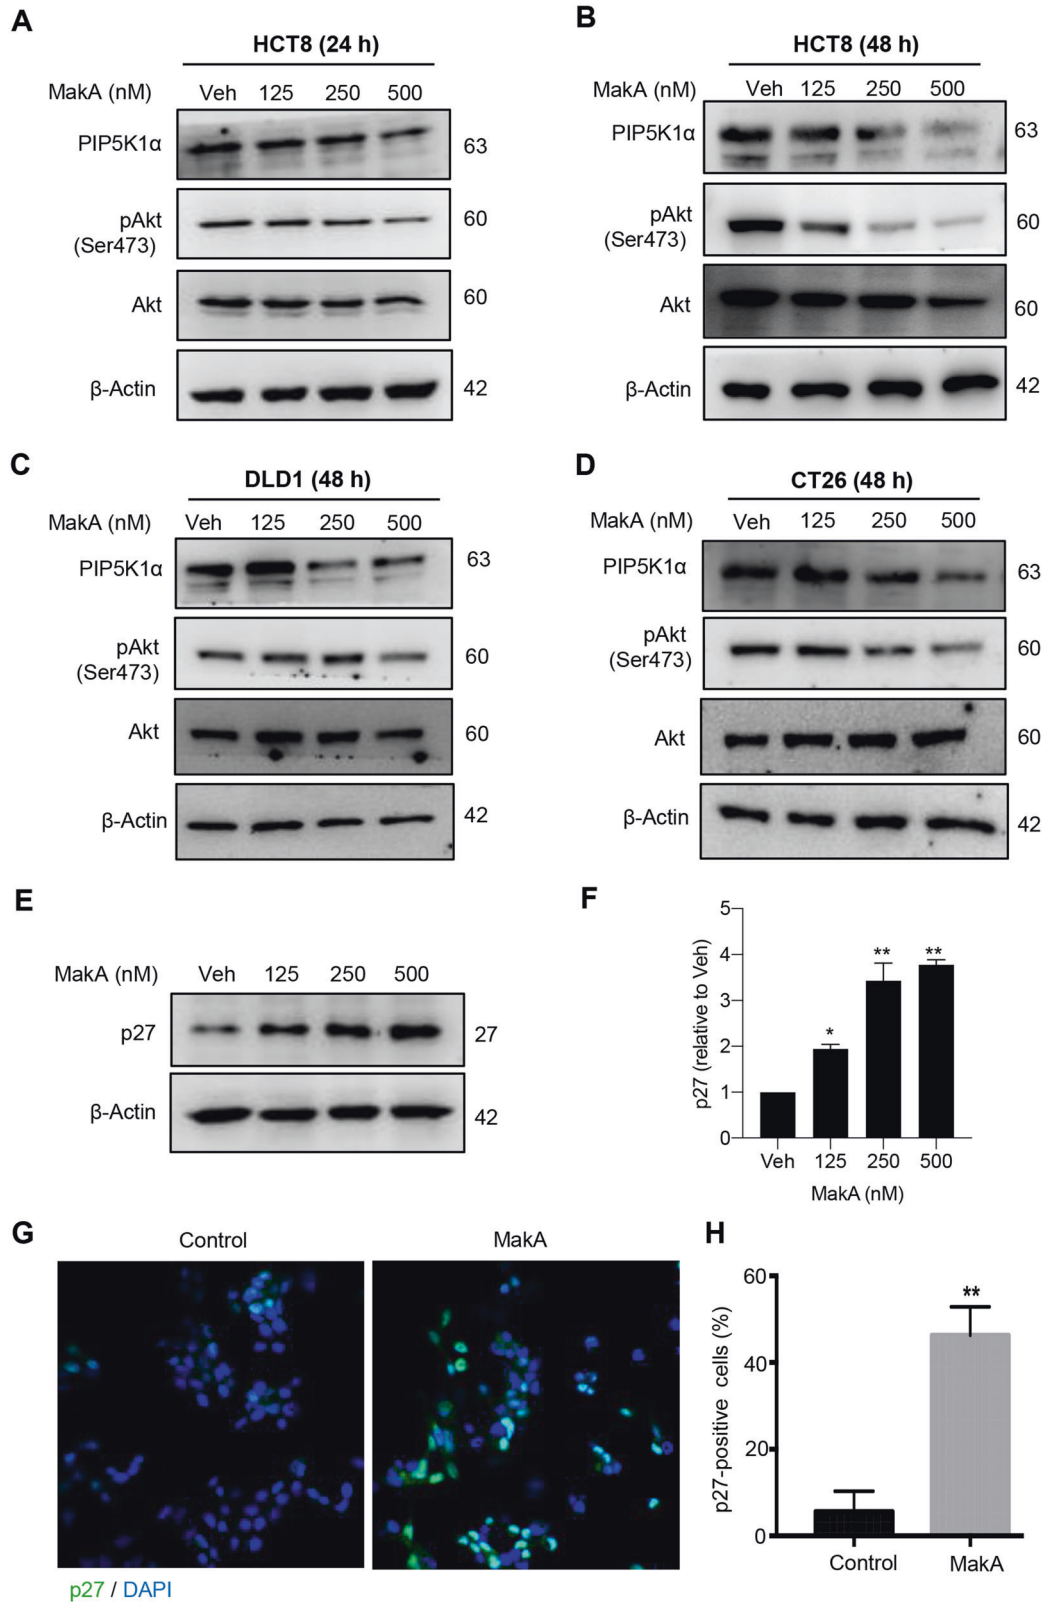 A
HCT8 (24 h)
MakA (nM) Veh 125 250 500
PIP5K1α 63
pAkt (Ser473) 60
Akt 60
β-Actin 42
B
HCT8 (48 h)
MakA (nM) Veh 125 250 500
PIP5K1α 63
pAkt (Ser473) 60
Akt 60
β-Actin 42
C
DLD1 (48 h)
MakA (nM) Veh 125 250 500
PIP5K1α 63
pAkt (Ser473) 60
Akt 60
β-Actin 42
D
CT26 (48 h)
MakA (nM) Veh 125 250 500
PIP5K1α 63
pAkt (Ser473) 60
Akt 60
β-Actin 42
E
MakA (nM) Veh 125 250 500
p27 27
β-Actin 42
F
p27 (relative to Veh)
5
4
3
2
1
0
* ** **
Veh 125 250 500
MakA (nM)
G
Control MakA
p27 / DAPI
H
p27-positive cells (%)
60
40
20
0
**
Control MakA